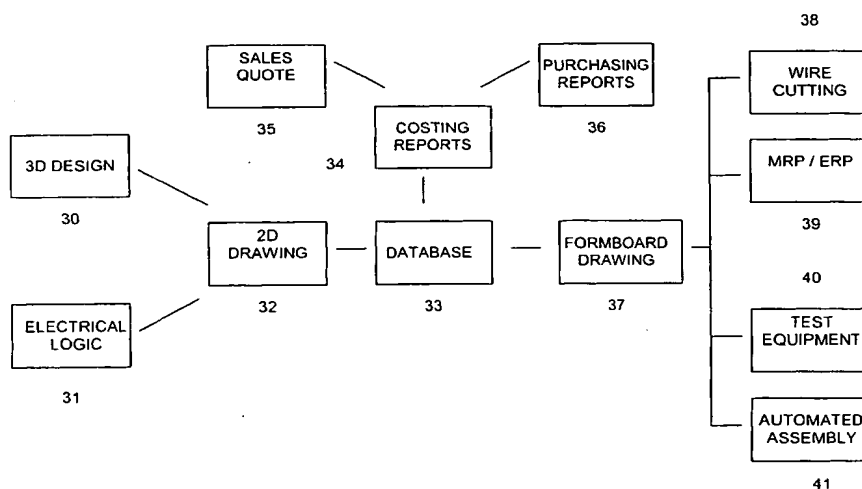 38
SALES
QUOTE
35
PURCHASING
REPORTS
36
WIRE
CUTTING
COSTING
REPORTS
34
3D DESIGN
30
MRP / ERP
39
2D
DRAWING
32
DATABASE
33
FORMBOARD
DRAWING
37
40
ELECTRICAL
LOGIC
31
TEST
EQUIPMENT
AUTOMATED
ASSEMBLY
41